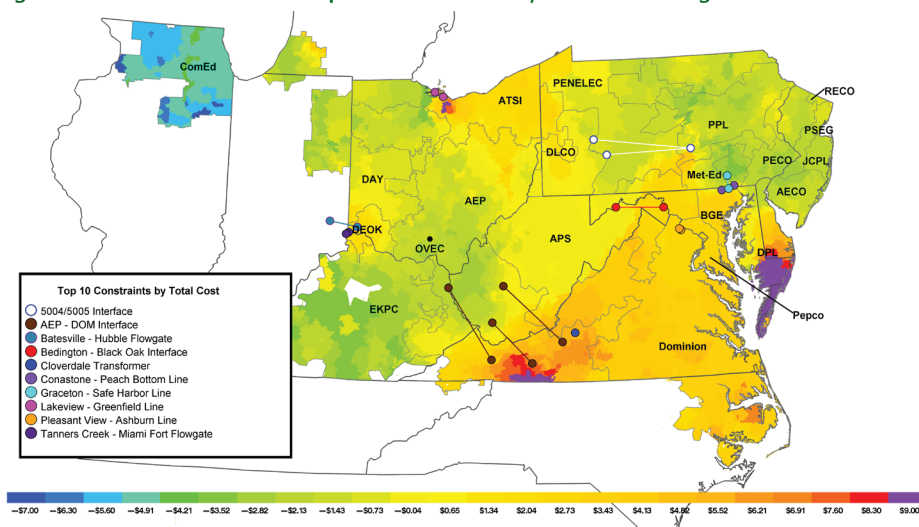 ComEd
PENELEC
RECO
ATSI
PPL
PSEG
DLCO
PECO
JCPL
Met-Ed
DAY
AECO
AEP
BGE
DEOK
APS
OVEC
DPL
EKPC
Pepco
Dominion
Top 10 Constraints by Total Cost
5004/5005 Interface
AEP - DOM Interface
Batesville - Hubble Flowgate
Bedington - Black Oak Interface
Cloverdale Transformer
Conastone - Peach Bottom Line
Graceton - Safe Harbor Line
Lakeview - Greenfield Line
Pleasant View - Ashburn Line
Tanners Creek - Miami Fort Flowgate
–$7.00 –$6.30 –$5.60 –$4.91 –$4.21 –$3.52 –$2.82 –$2.13 –$1.43 –$0.73 –$0.04 $0.65 $1.34 $2.04 $2.73 $3.43 $4.13 $5.52 $6.21 $6.91 $7.60 $8.30 $9.00